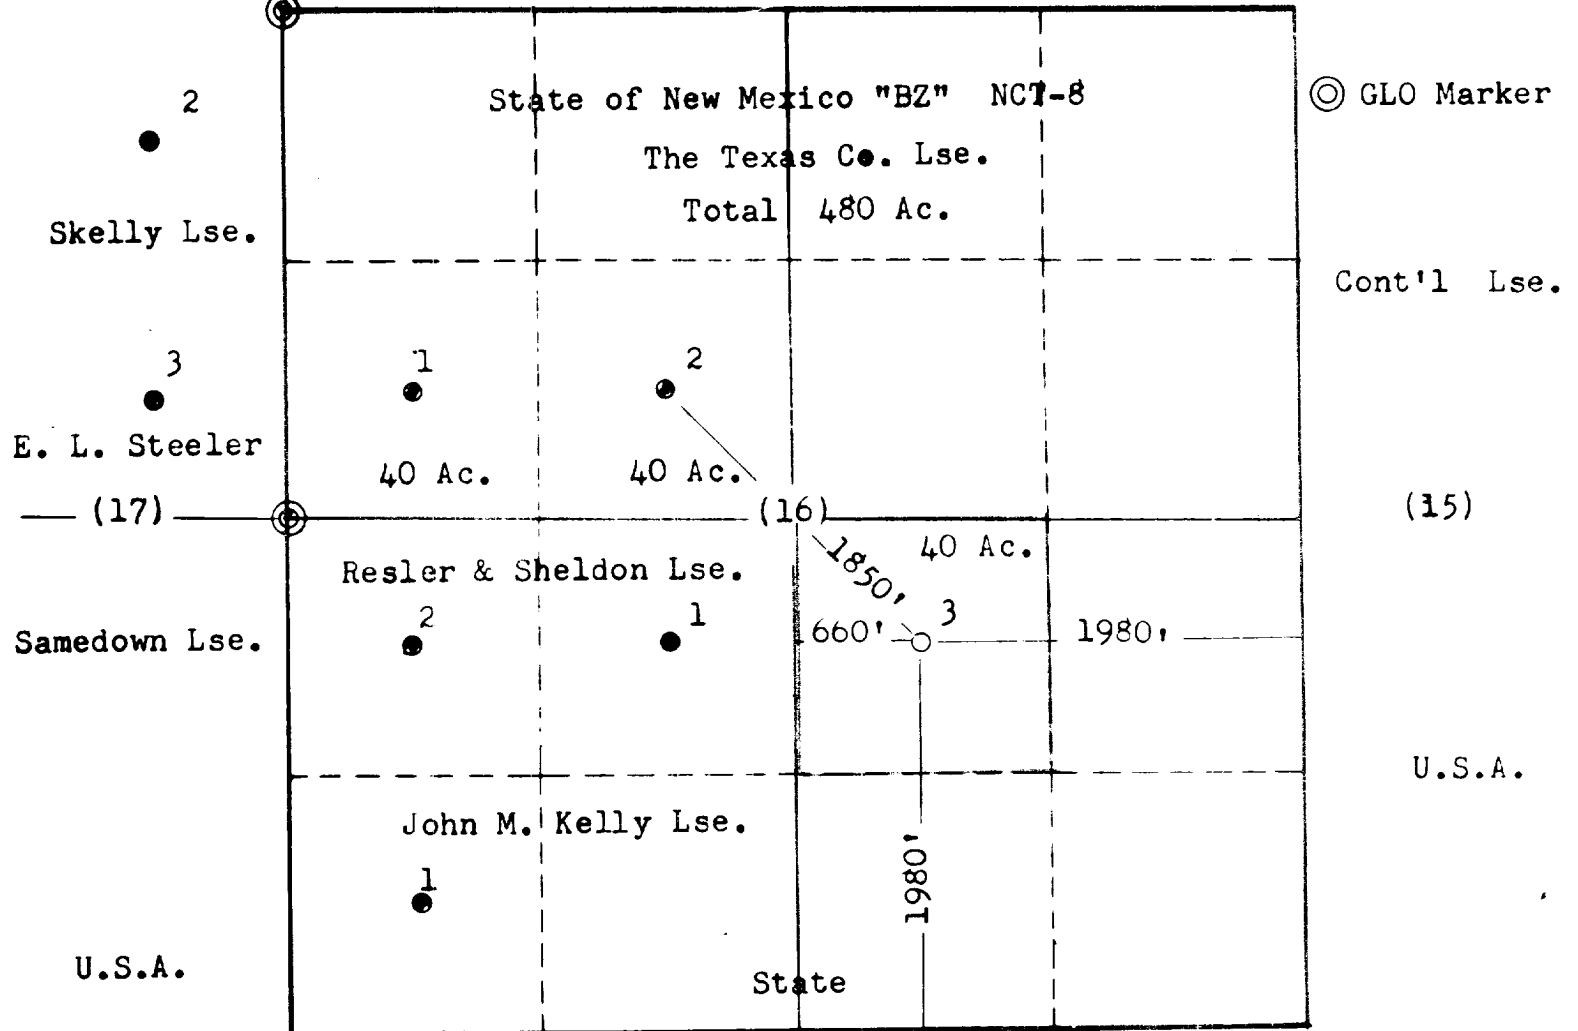 State of New Mexico "BZ" NCT-8
The Texas Co. Lse.
Total 480 Ac.
GLO Marker
2
Skelly Lse.
Cont'l Lse.
3
1
2
E. L. Steeler
40 Ac.
40 Ac.
(17)
(16)
(15)
40 Ac.
Resler & Sheldon Lse.
1850'
Samedown Lse.
2
1
660'
3
1980'
U.S.A.
John M. Kelly Lse.
1
1980'
U.S.A.
State